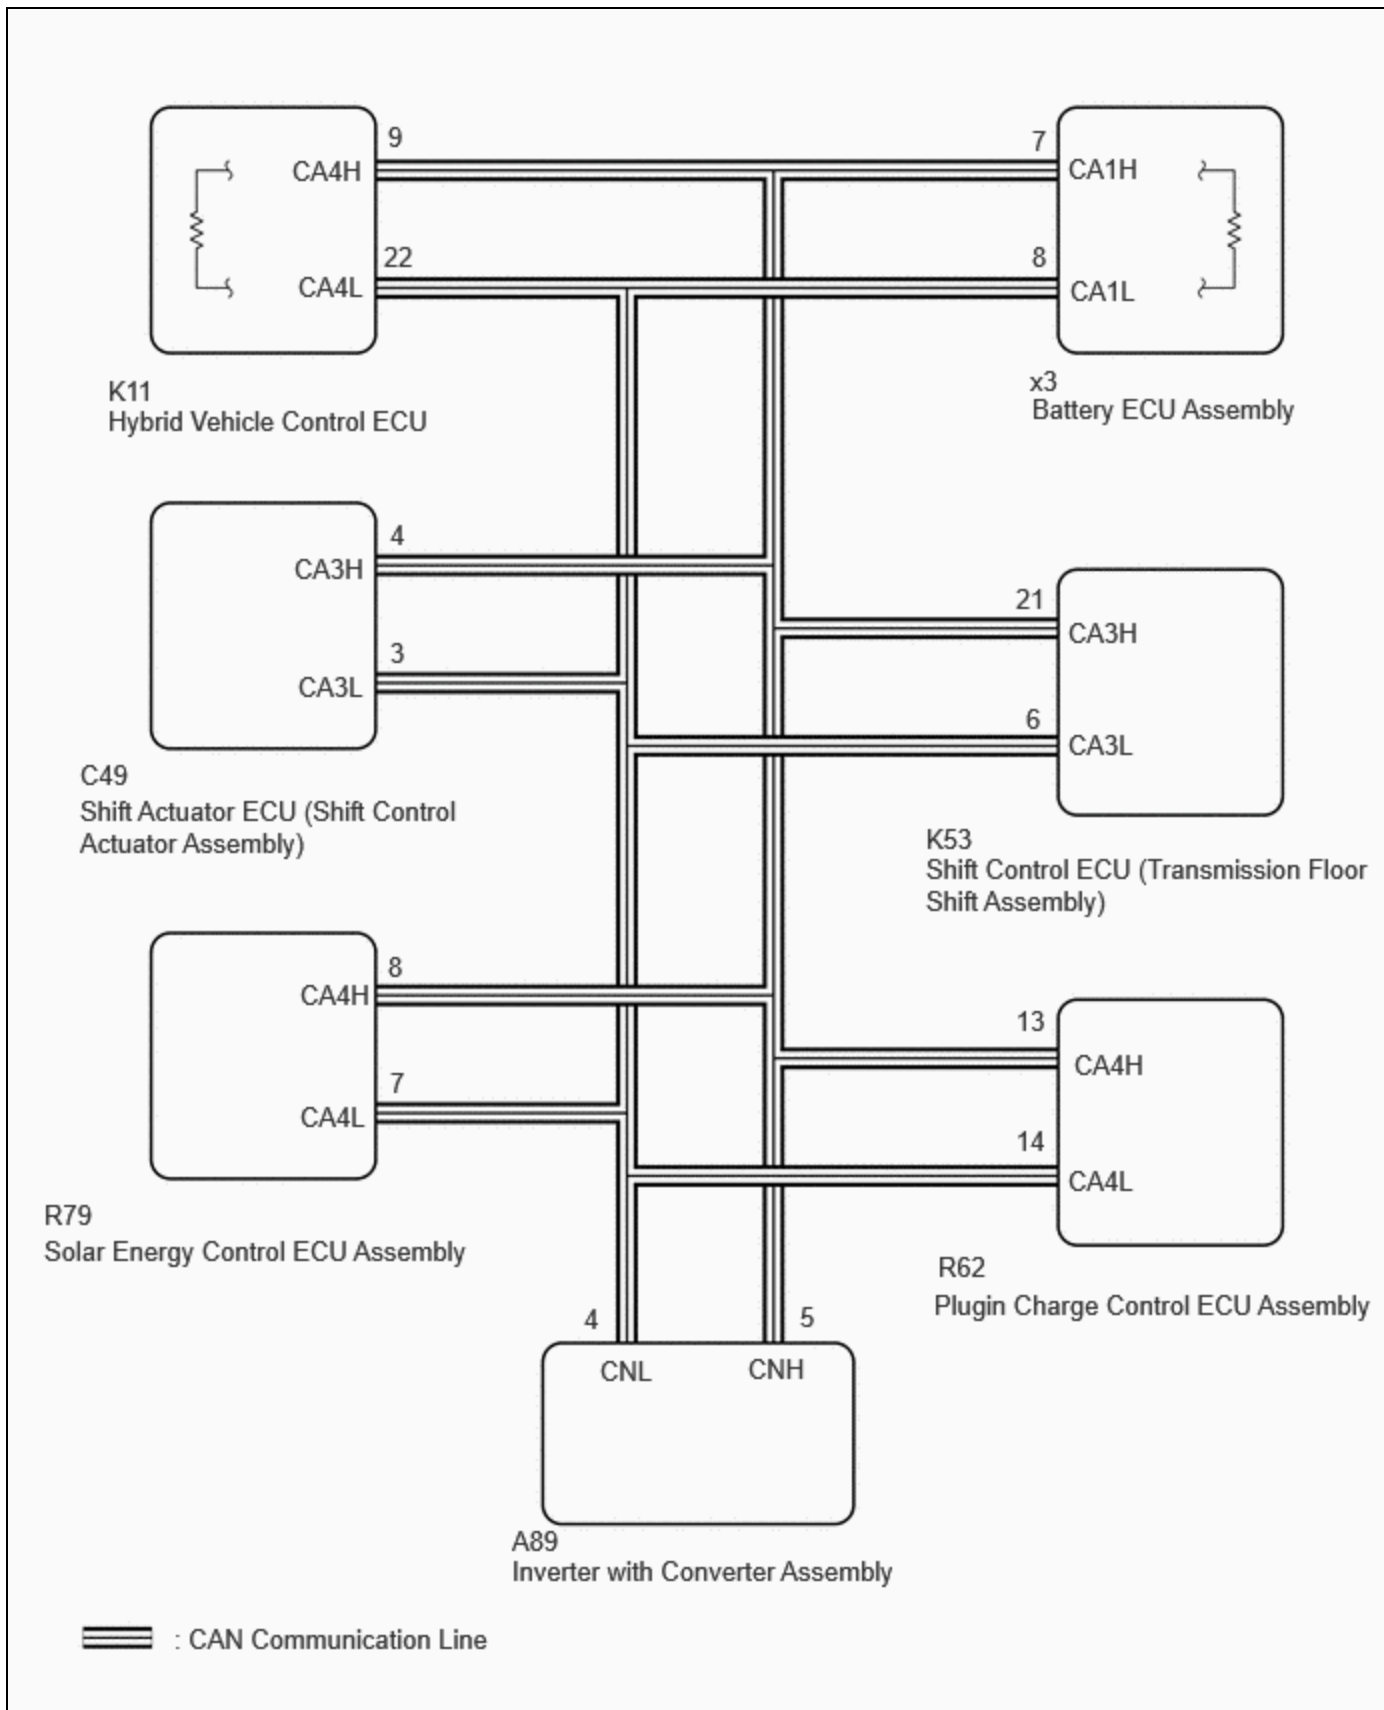 9
CA4H
22
CA4L
K11
Hybrid Vehicle Control ECU
7
CA1H
8
CA1L
x3
Battery ECU Assembly
4
CA3H
3
CA3L
C49
Shift Actuator ECU (Shift Control
Actuator Assembly)
21
CA3H
6
CA3L
K53
Shift Control ECU (Transmission Floor
Shift Assembly)
8
CA4H
7
CA4L
R79
Solar Energy Control ECU Assembly
13
CA4H
14
CA4L
R62
Plugin Charge Control ECU Assembly
4
5
CNL
CNH
A89
Inverter with Converter Assembly
: CAN Communication Line